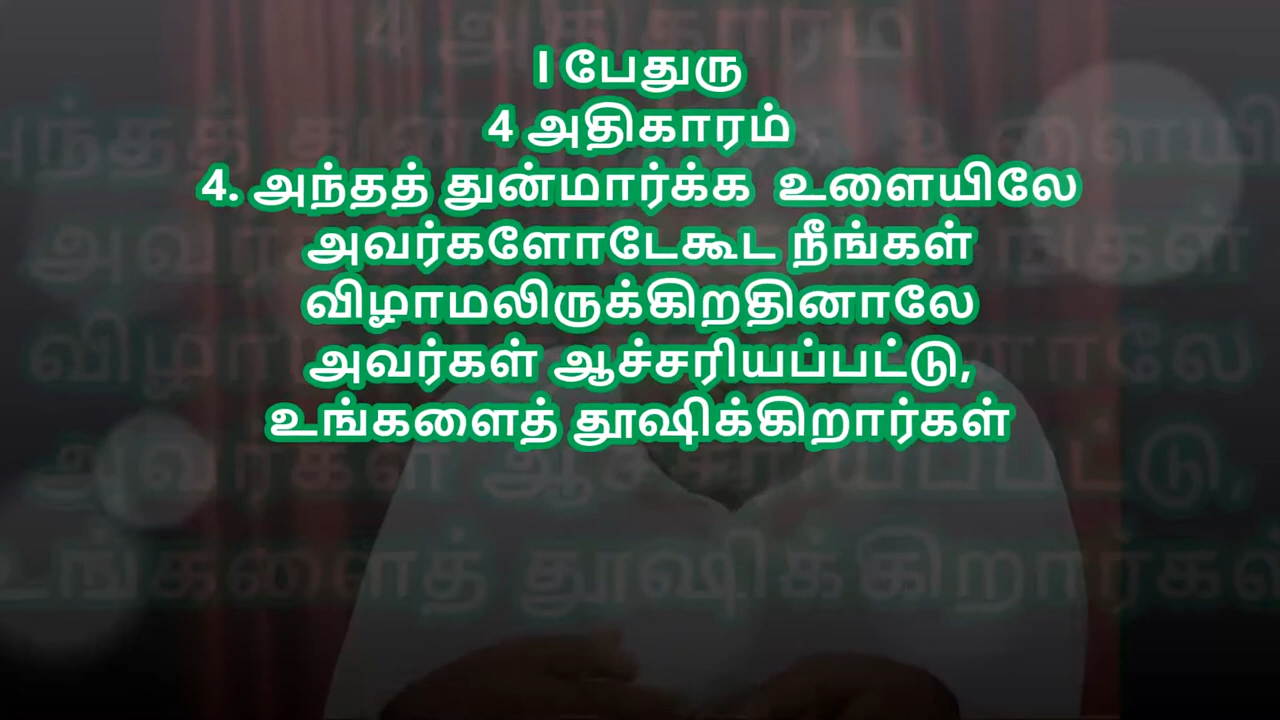 I பேதுரு
4 அதிகாரம்
4. அந்தத் துன்மார்க்க உளையிலே
அவர்களோடேகூட நீங்கள்
விழாமலிருக்கிறதினாலே
அவர்கள் ஆச்சரியப்பட்டு,
உங்களைத் தூஷிக்கிறார்கள்